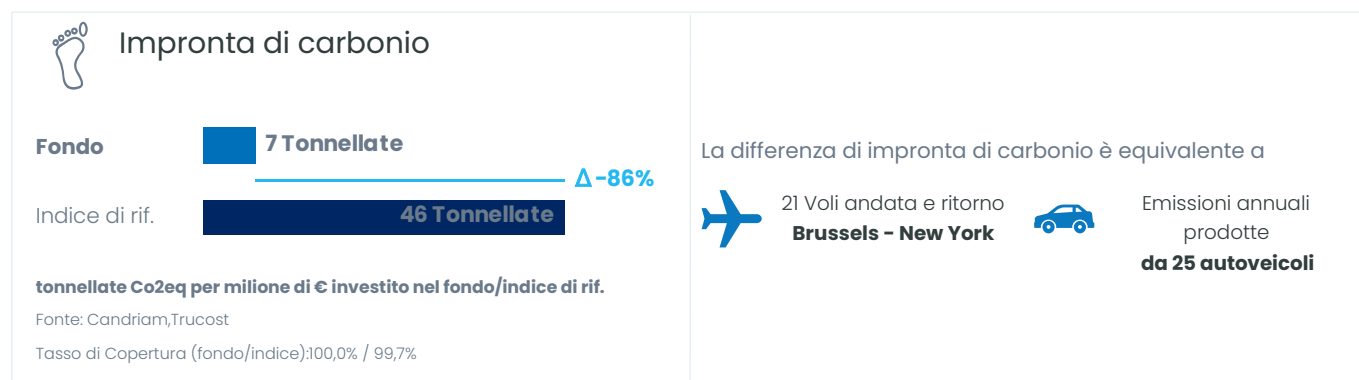 Impronta di carbonio
Fondo
7 Tonnellate
Δ -86%
Indice di rif.
46 Tonnellate
tonnellate Co2eq per milione di € investito nel fondo/indice di rif.
Fonte: Candriam,Trucost
Tasso di Copertura (fondo/indice):100,0% / 99,7%
La differenza di impronta di carbonio è equivalente a
21 Voli andata e ritorno
Brussels - New York
Emissioni annuali
prodotte
da 25 autoveicoli